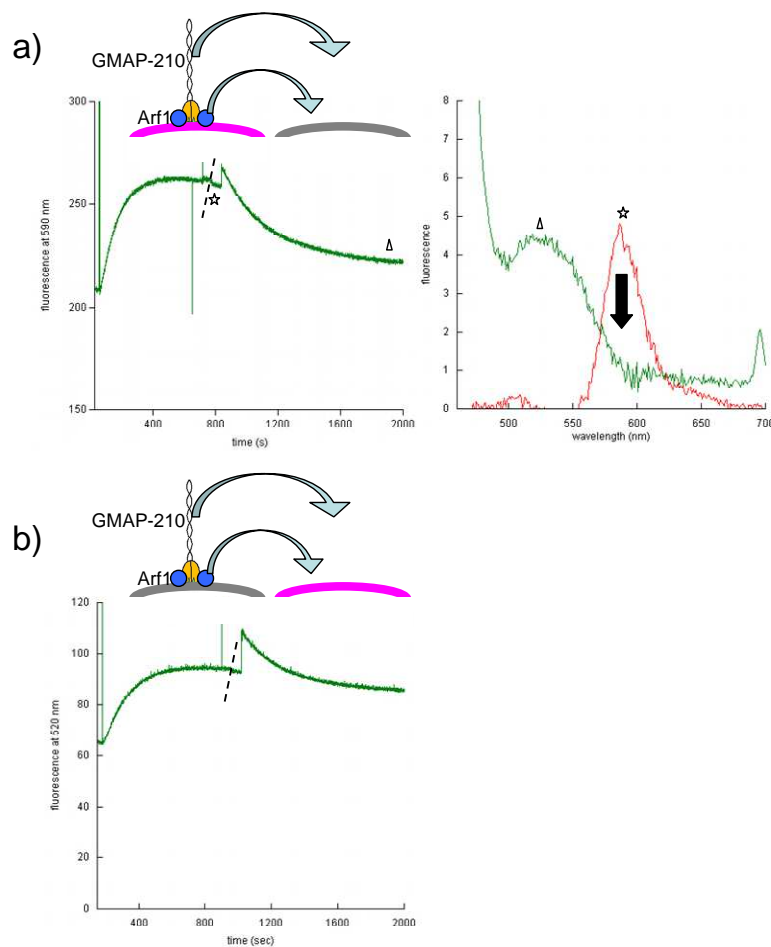 a)
GMAP-210
Arf1
300
250
200
150
fluorescence at 590 nm
400
800
1200
1600
2000
time (s)
8
7
6
5
4
3
2
1
0
fluorescence
500
550
600
650
700
wavelength (nm)
b)
GMAP-210
Arf1
120
100
80
60
40
20
0
fluorescence at 520 nm
400
800
1200
1600
2000
time (sec)